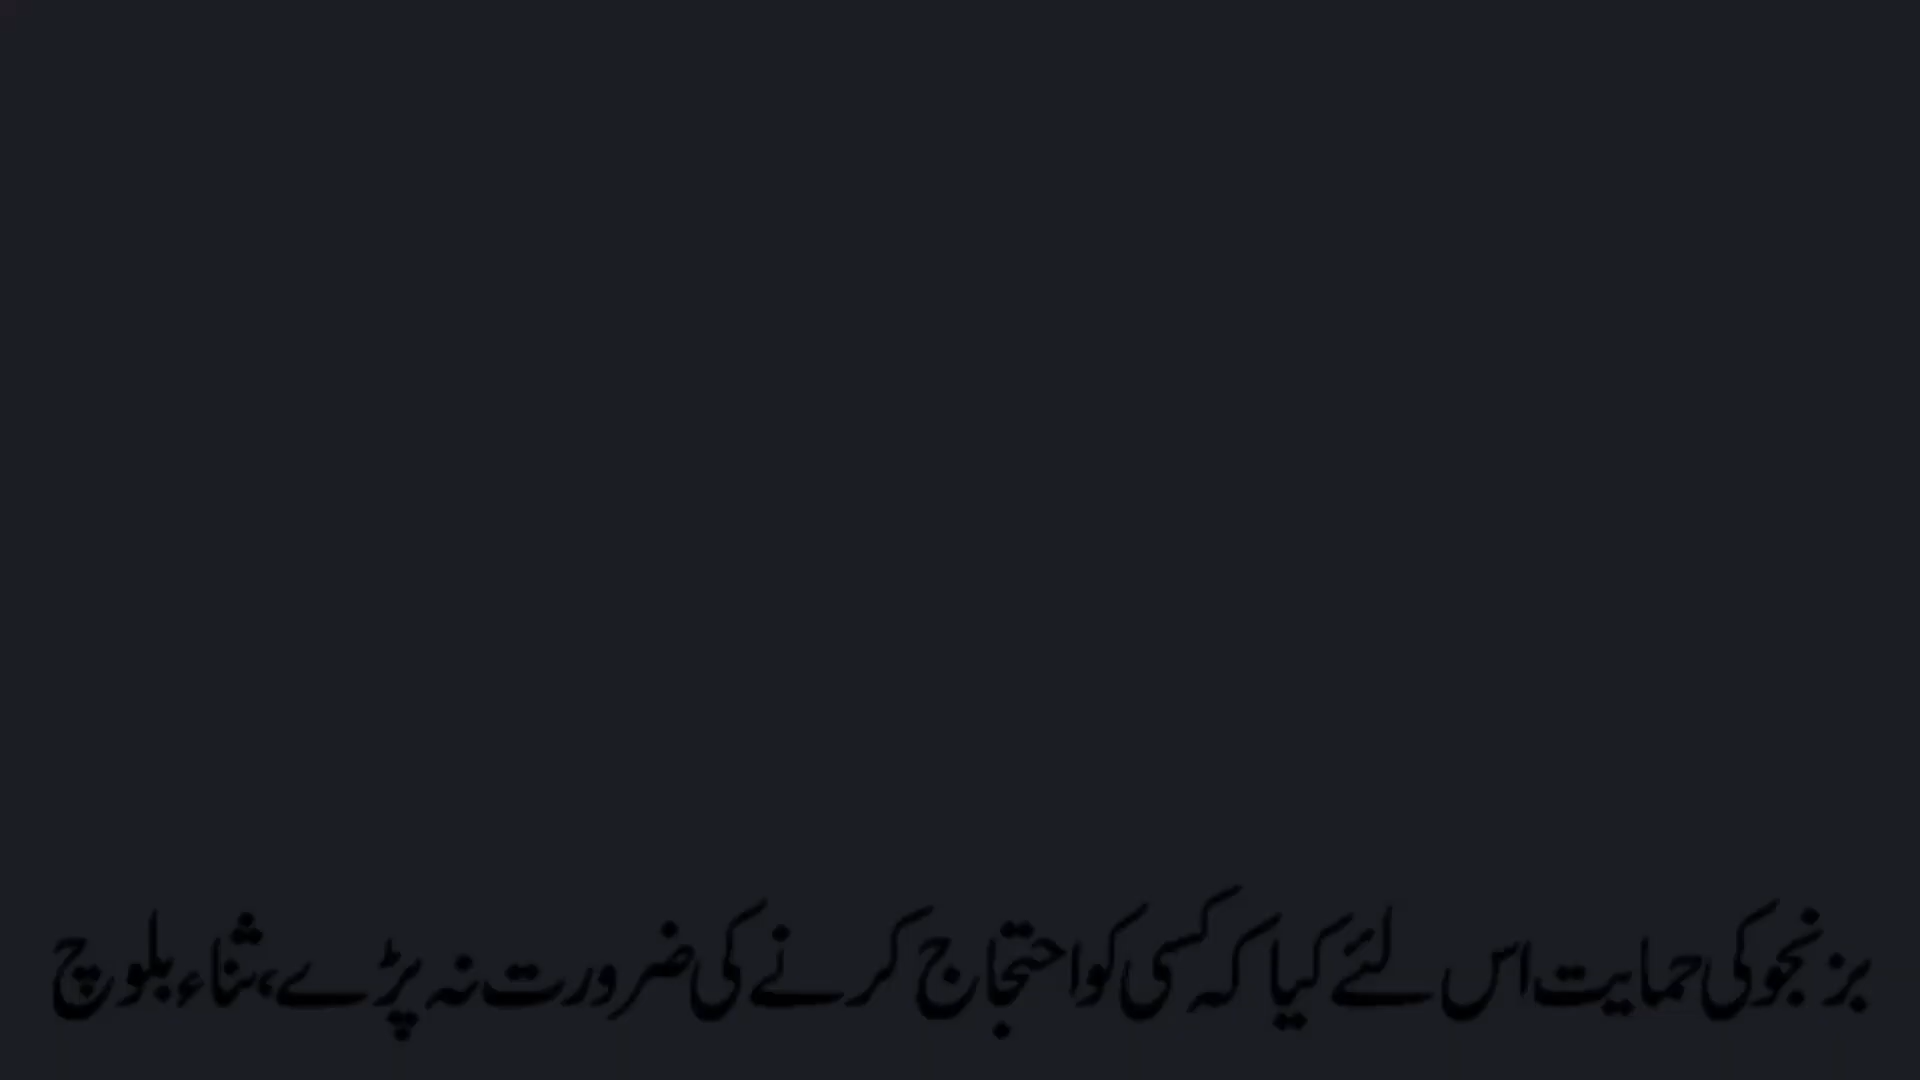 بزنجو کی حمایت اس لئے کیا کہ کسی کو احتجاج کرنے کی ضرورت نہ پڑے، ثناء بلوچ